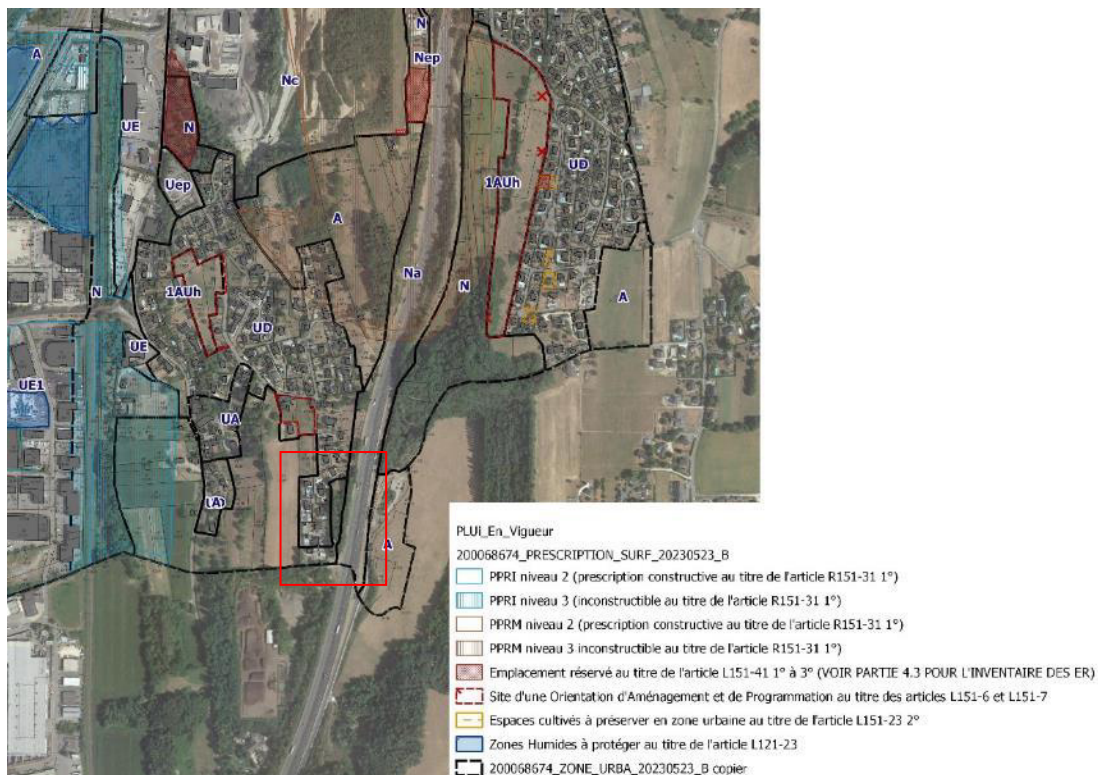 N
A
Nc
Nep
UE
N
UD
Uep
1AUh
A
Na
N
A
N
1AUh
UD
UE
UE1
UA
A
PLUi_En_Vigueur
200068674_PRESCRIPTION_SURF_20230523_B
PPRI niveau 2 (prescription constructive au titre de l'article R151-31 1°)
PPRI niveau 3 (inconstructible au titre de l'article R151-31 1°)
PPRM niveau 2 (prescription constructive au titre de l'article R151-31 1°)
PPRM niveau 3 inconstructible au titre de l'article R151-31 1°)
Emplacement réservé au titre de l'article L151-41 1° à 3° (VOIR PARTIE 4.3 POUR L'INVENTAIRE DES ER)
Site d'une Orientation d'Aménagement et de Programmation au titre des articles L151-6 et L151-7
Espaces cultivés à préserver en zone urbaine au titre de l'article L151-23 2°
Zones Humides à protéger au titre de l'article L121-23
200068674_ZONE_URBA_20230523_B copier